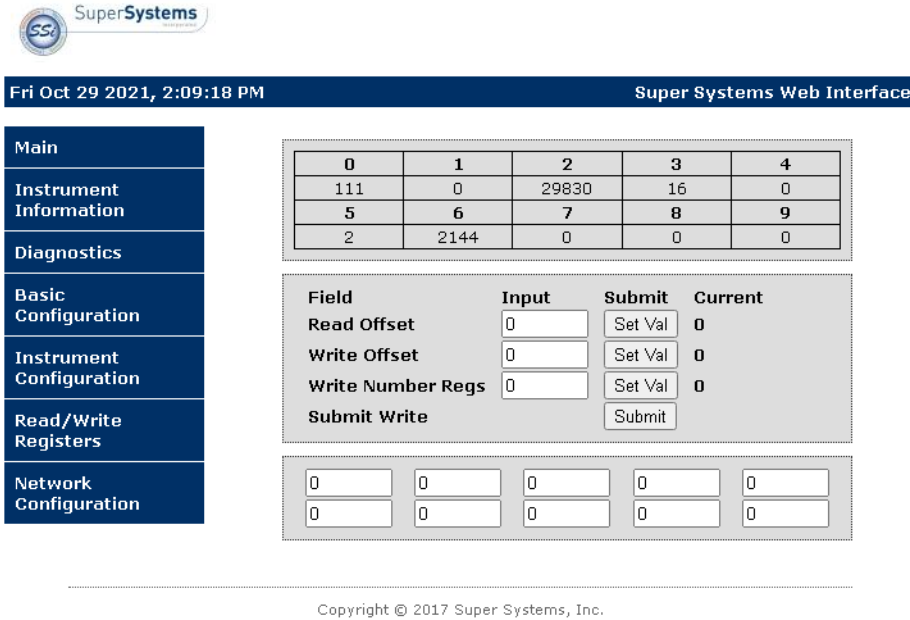 SuperSystems
SSi
Fri Oct 29 2021, 2:09:18 PM Super Systems Web Interface
Main
Instrument
Information
Diagnostics
Basic
Configuration
Instrument
Configuration
Read/Write
Registers
Network
Configuration
0 1 2 3 4
111 0 29830 16 0
5 6 7 8 9
2 2144 0 0 0
Field Input Submit Current
Read Offset 0 Set Val 0
Write Offset 0 Set Val 0
Write Number Regs 0 Set Val 0
Submit Write Submit
0 0 0 0 0
0 0 0 0 0
Copyright © 2017 Super Systems, Inc.